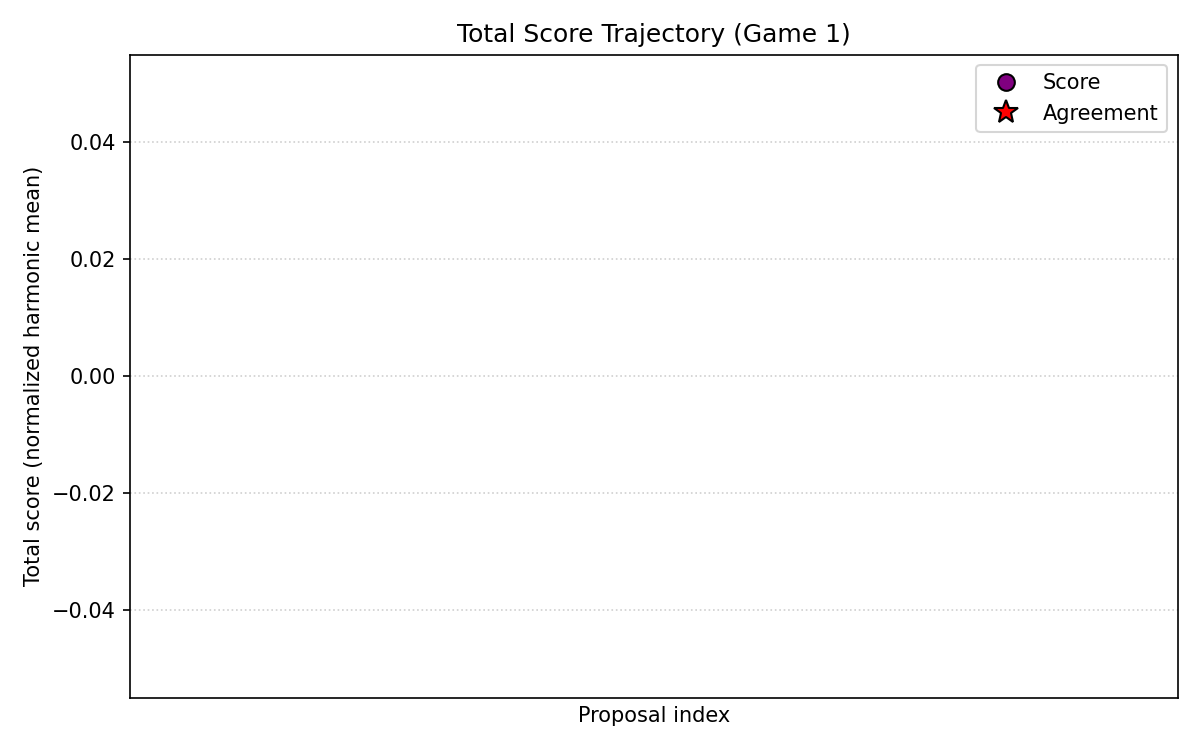 Total Score Trajectory (Game 1)
Score
Agreement
0.04
0.02
0.00
−0.02
−0.04
Total score (normalized harmonic mean)
Proposal index